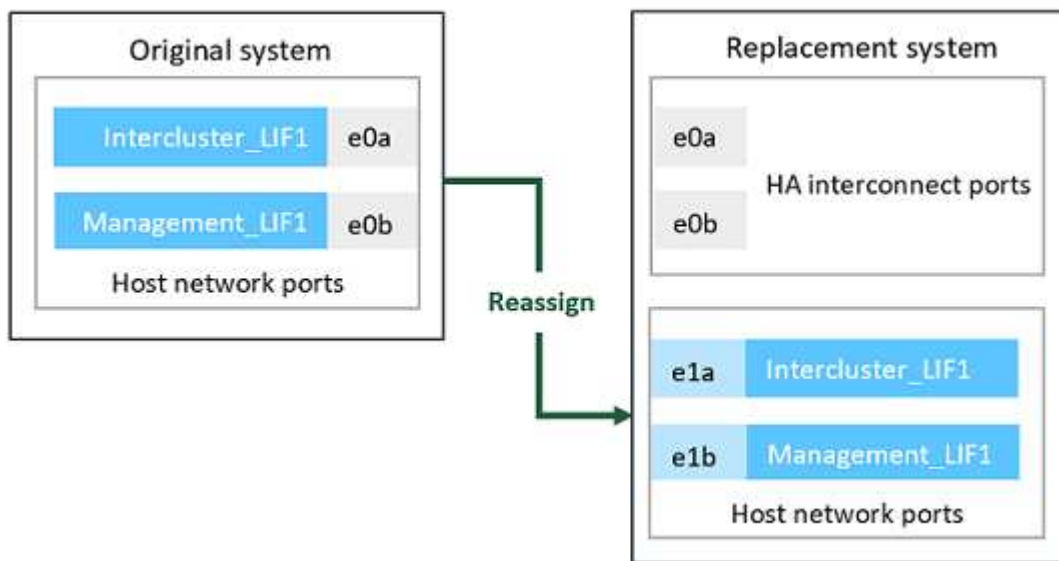 Original system
Intercluster_LIF1 e0a
Management_LIF1 e0b
Host network ports
Reassign
Replacement system
e0a
HA interconnect ports
e0b
e1a Intercluster_LIF1
e1b Management_LIF1
Host network ports